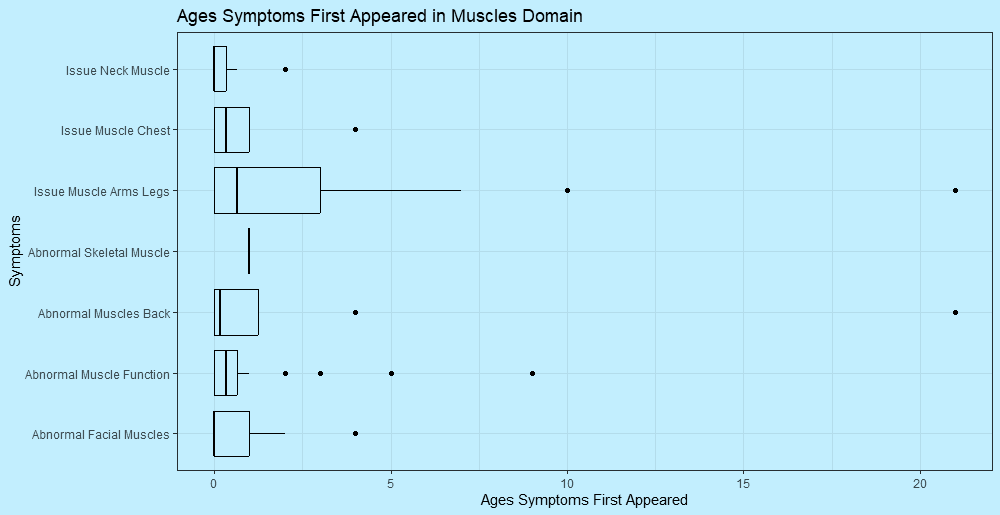 Ages Symptoms First Appeared in Muscles Domain
Symptoms
Issue Neck Muscle
Issue Muscle Chest
Issue Muscle Arms Legs
Abnormal Skeletal Muscle
Abnormal Muscles Back
Abnormal Muscle Function
Abnormal Facial Muscles
0 5 10 15 20
Ages Symptoms First Appeared